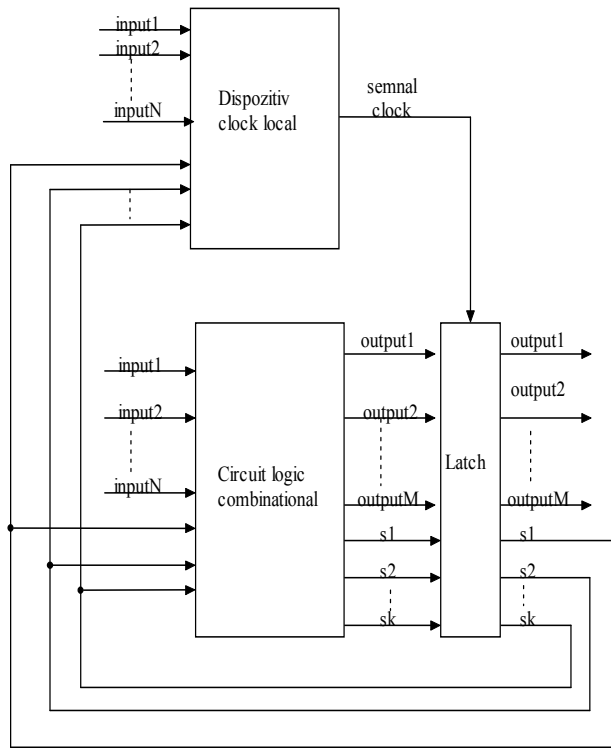 input1
input2
inputN
Dispozitiv
clock local
semnal
clock
input1
input2
inputN
Circuit logic
combinational
output1
output2
outputM
s1
s2
sk
Latch
output1
output2
outputM
s1
s2
sk